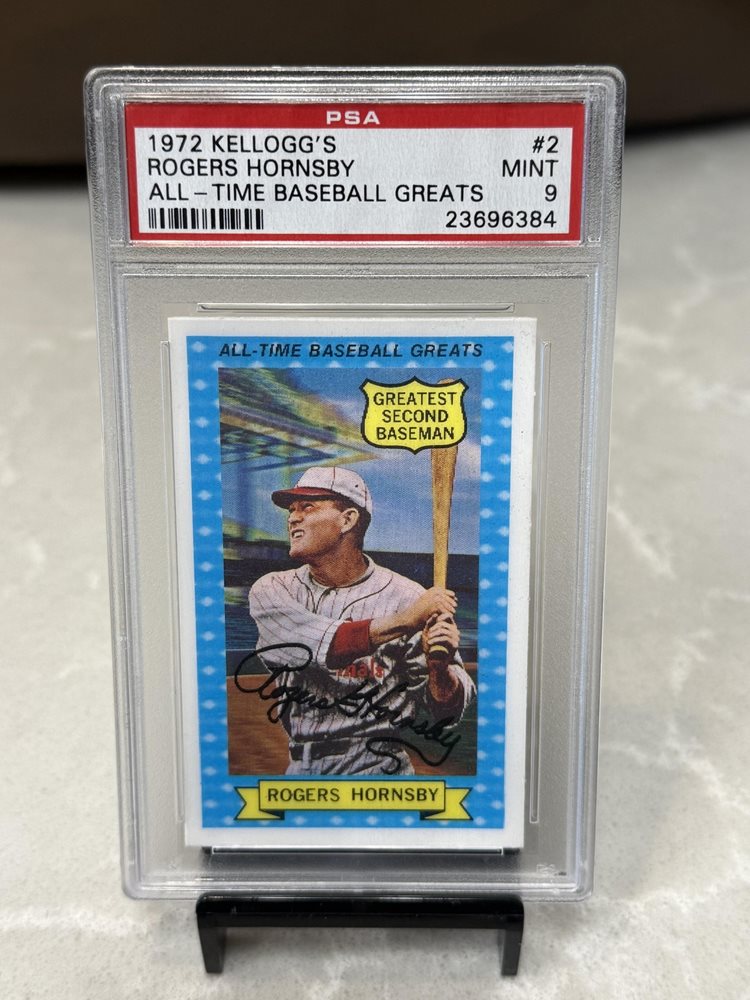 PSA
1972 KELLOGG'S #2
ROGERS HORNSBY MINT
ALL-TIME BASEBALL GREATS 9
23696384
ALL-TIME BASEBALL GREATS
GREATEST
SECOND
BASEMAN
Rogers Hornsby
ROGERS HORNSBY